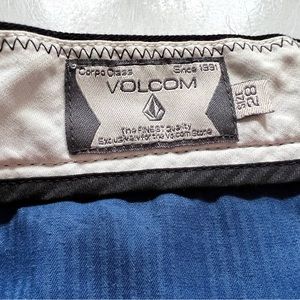 Corpo Class Since 1991
VOLCOM
The FINEST Quality
Exclusively for the Volcom Stone
SIZE
28